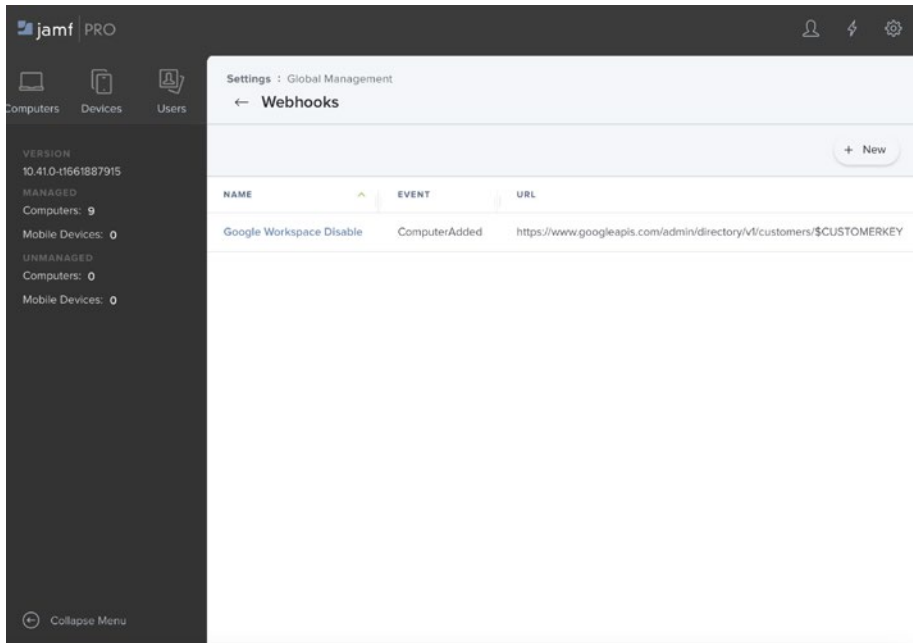 jamf PRO
Computers Devices Users
Settings : Global Management
← Webhooks
VERSION
10.41.0-t1661887915
MANAGED
Computers: 9
Mobile Devices: 0
UNMANAGED
Computers: 0
Mobile Devices: 0
+ New
NAME EVENT URL
Google Workspace Disable ComputerAdded https://www.googleapis.com/admin/directory/v1/customers/$CUSTOMERKEY
Collapse Menu